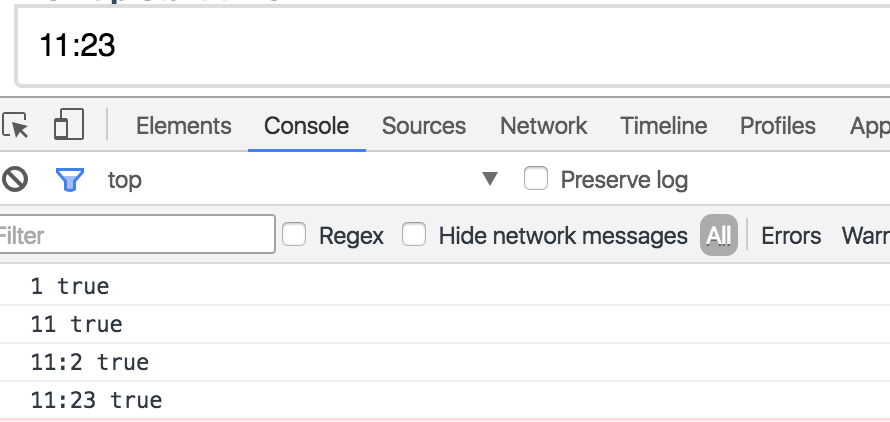 11:23
Elements Console Sources Network Timeline Profiles App
top ▼ Preserve log
Filter Regex Hide network messages All Errors Warr
1 true
11 true
11:2 true
11:23 true